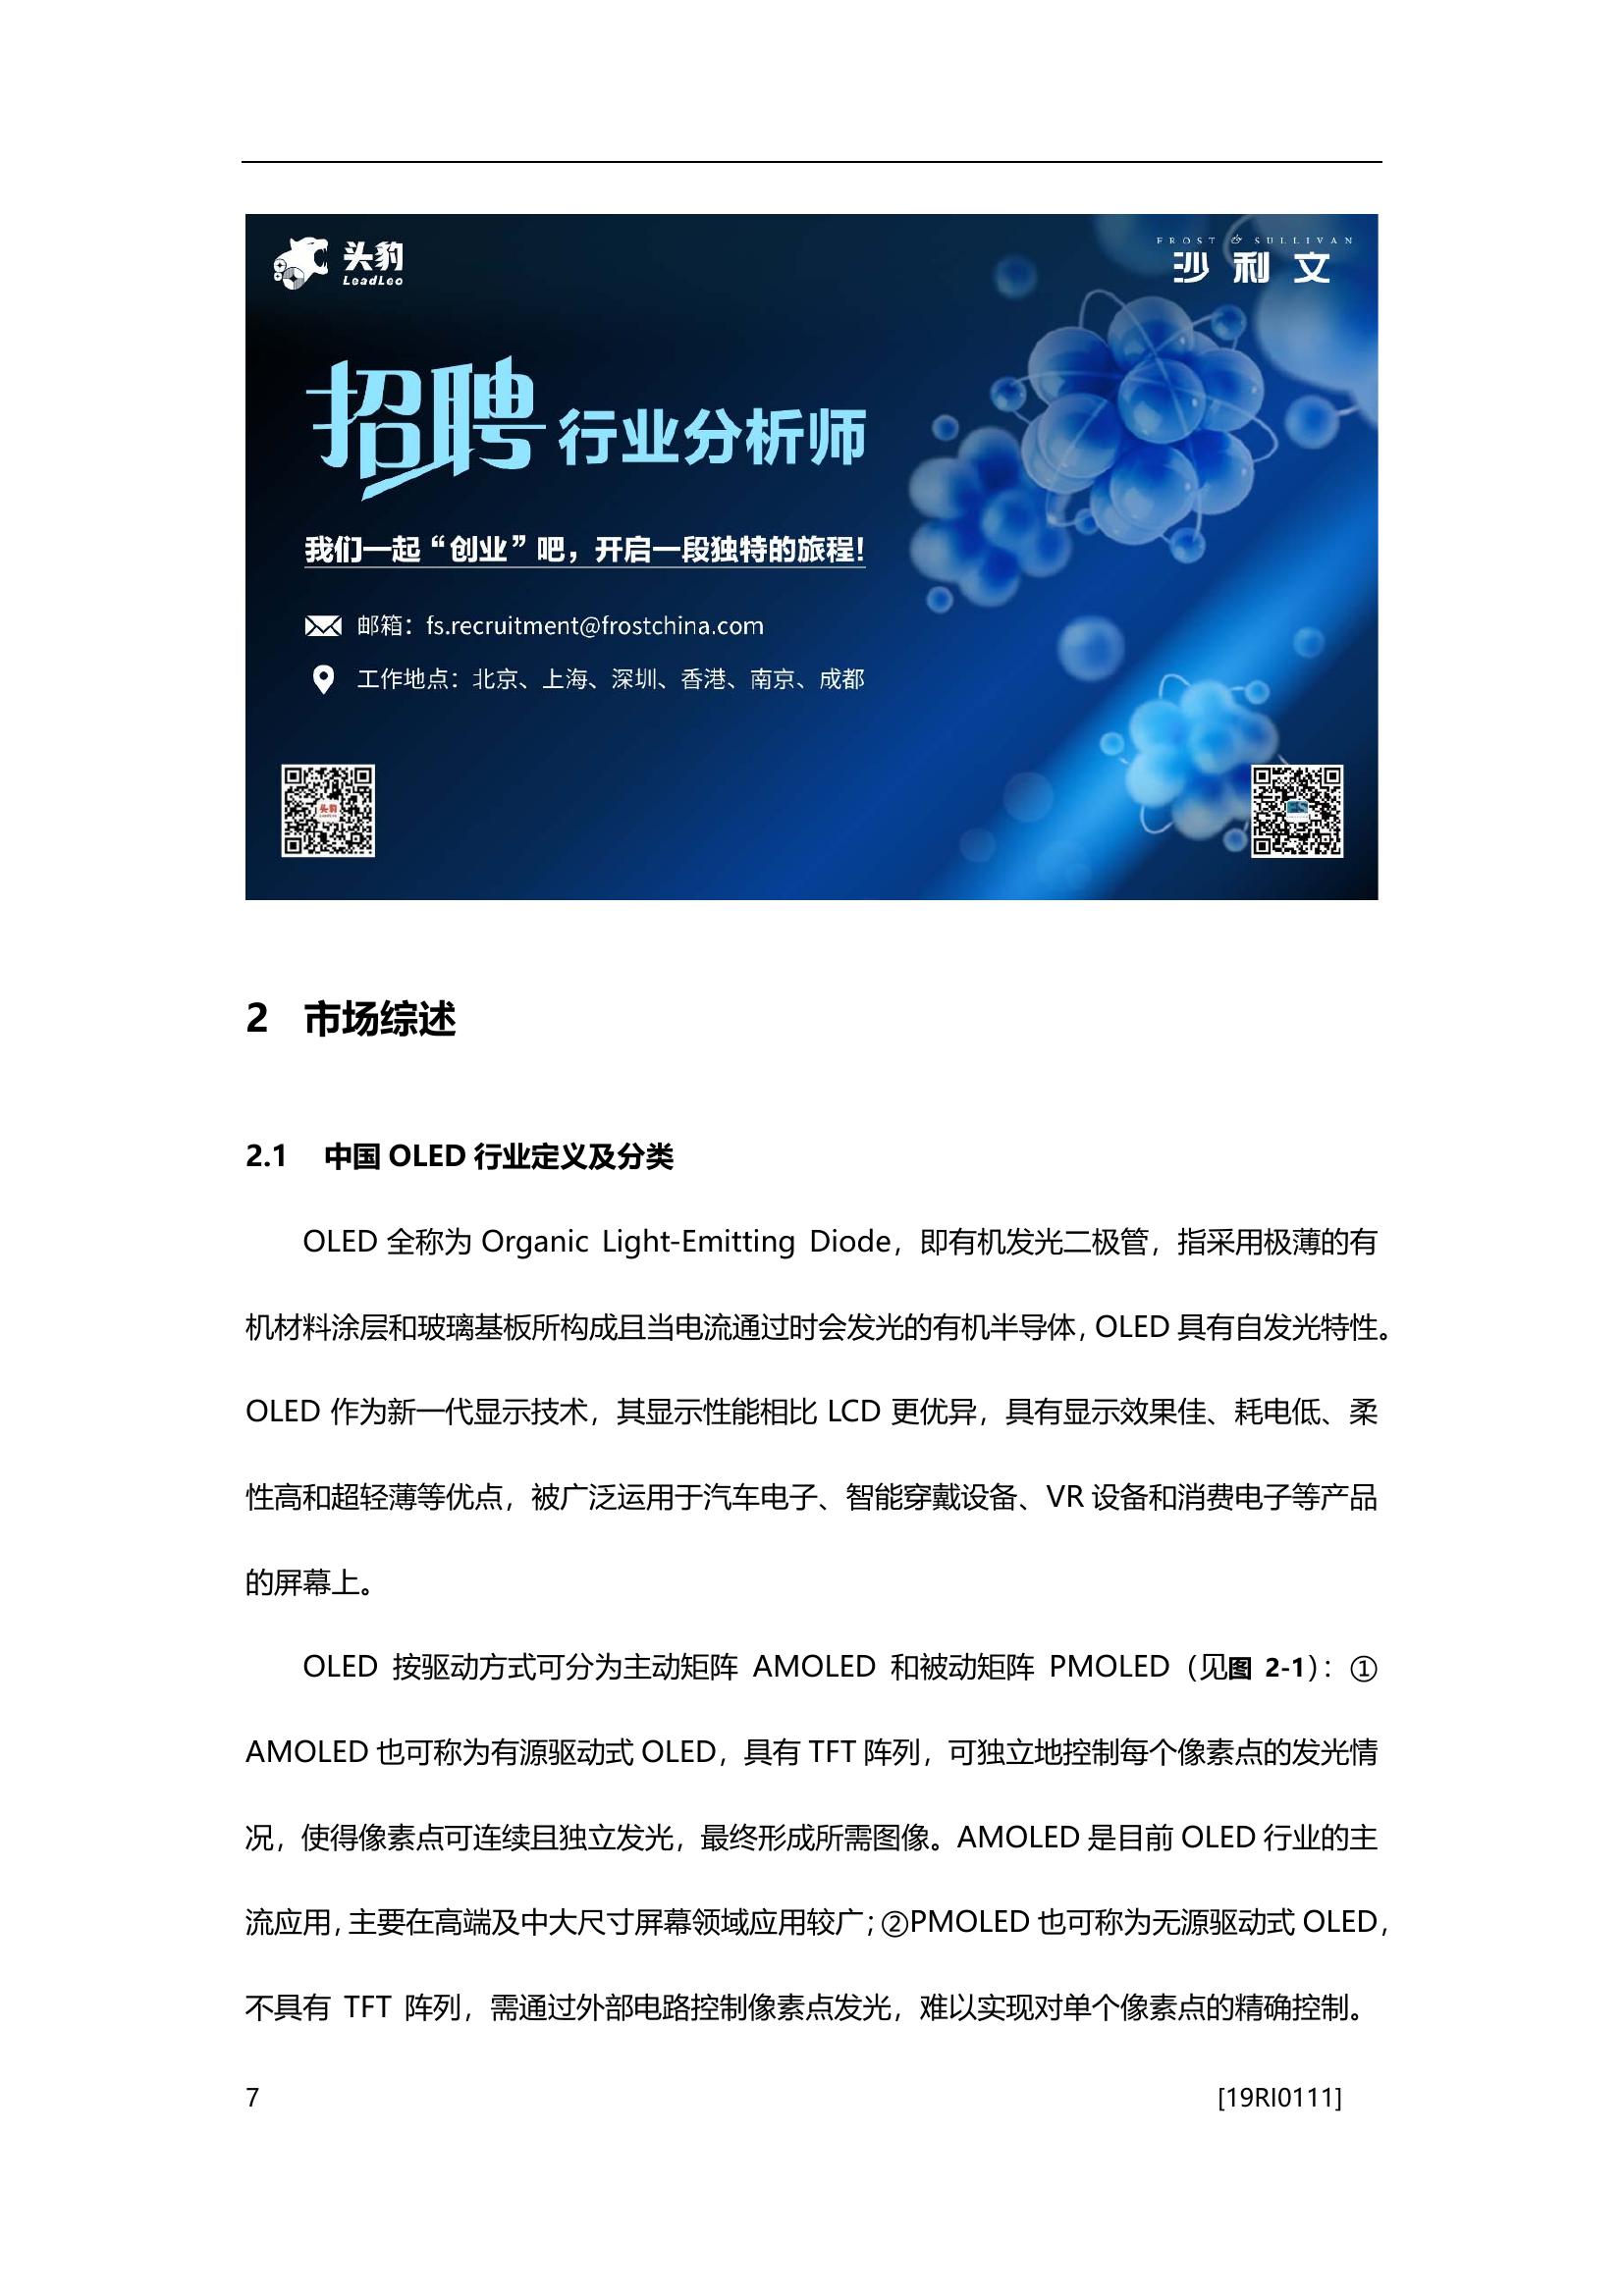 头豹
LeadLeo
FROST & SULLIVAN
沙利文
招聘 行业分析师
我们一起“创业”吧，开启一段独特的旅程！
邮箱：fs.recruitment@frostchina.com
工作地点：北京、上海、深圳、香港、南京、成都
头豹
2 市场综述
2.1 中国 OLED 行业定义及分类
OLED 全称为 Organic Light-Emitting Diode，即有机发光二极管，指采用极薄的有
机材料涂层和玻璃基板所构成且当电流通过时会发光的有机半导体，OLED 具有自发光特性。
OLED 作为新一代显示技术，其显示性能相比 LCD 更优异，具有显示效果佳、耗电低、柔
性高和超轻薄等优点，被广泛运用于汽车电子、智能穿戴设备、VR 设备和消费电子等产品
的屏幕上。
OLED 按驱动方式可分为主动矩阵 AMOLED 和被动矩阵 PMOLED（见图 2-1）：①
AMOLED 也可称为有源驱动式 OLED，具有 TFT 阵列，可独立地控制每个像素点的发光情
况，使得像素点可连续且独立发光，最终形成所需图像。AMOLED 是目前 OLED 行业的主
流应用，主要在高端及中大尺寸屏幕领域应用较广；②PMOLED 也可称为无源驱动式 OLED，
不具有 TFT 阵列，需通过外部电路控制像素点发光，难以实现对单个像素点的精确控制。
7
[19RI0111]